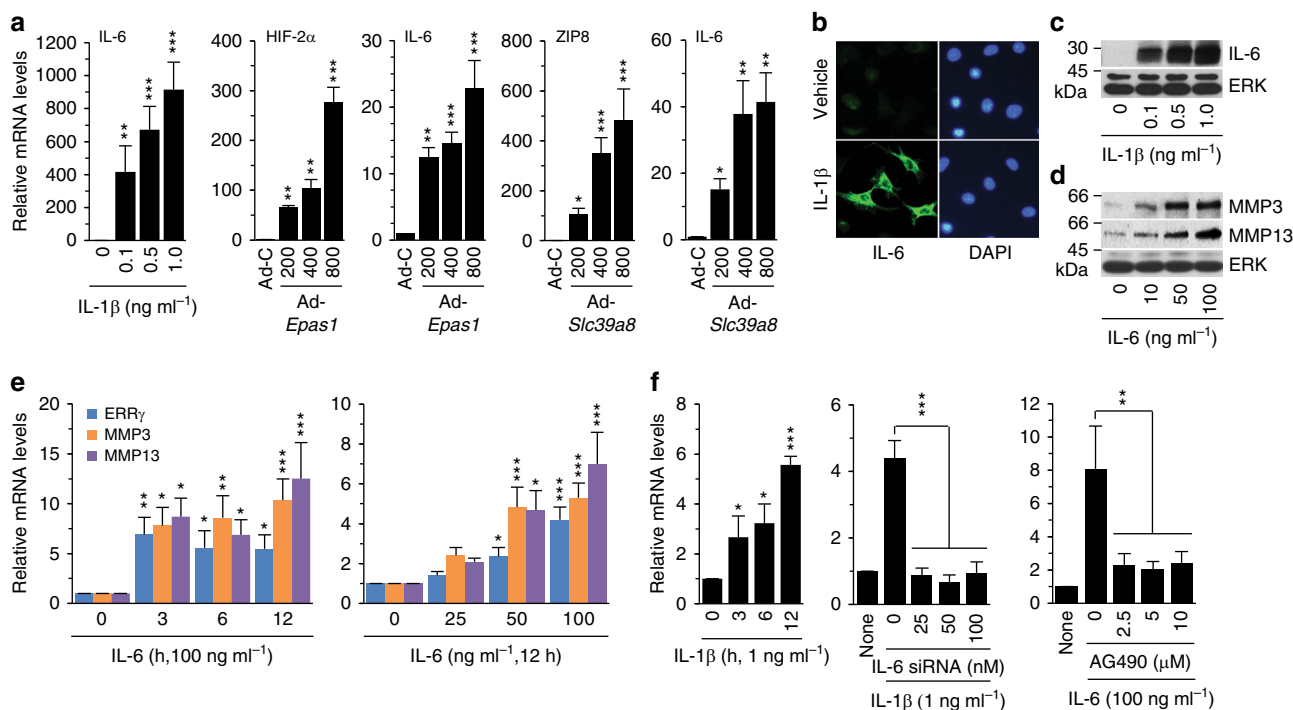 a
IL-6
HIF-2α
IL-6
ZIP8
IL-6
Relative mRNA levels
1200
1000
800
600
400
200
0
**
***
***
0
0.1
0.5
1.0
IL-1β (ng ml⁻¹)
400
300
200
100
0
**
**
***
Ad-C
200
400
800
Ad-
Epas1
30
20
10
0
**
***
***
Ad-C
200
400
800
Ad-
Epas1
800
600
400
200
0
*
***
***
Ad-C
200
400
800
Ad-
Slc39a8
60
40
20
0
*
**
**
Ad-C
200
400
800
Ad-
Slc39a8
b
Vehicle
IL-1β
IL-6
DAPI
c
30
45
kDa
IL-6
ERK
0
0.1
0.5
1.0
IL-1β (ng ml⁻¹)
d
66
66
45
kDa
MMP3
MMP13
ERK
0
10
50
100
IL-6 (ng ml⁻¹)
e
Relative mRNA levels
20
15
10
5
0
ERRγ
MMP3
MMP13
**
*
*
*
**
*
*
***
***
0
3
6
12
IL-6 (h,100 ng ml⁻¹)
10
8
6
4
2
0
*
***
*
***
***
***
0
25
50
100
IL-6 (ng ml⁻¹,12 h)
f
Relative mRNA levels
8
6
4
2
0
*
*
***
0
3
6
12
IL-1β (h, 1 ng ml⁻¹)
6
4
2
0
***
None
0
25
50
100
IL-6 siRNA (nM)
IL-1β (1 ng ml⁻¹)
12
10
8
6
4
2
0
**
None
0
2.5
5
10
AG490 (μM)
IL-6 (100 ng ml⁻¹)